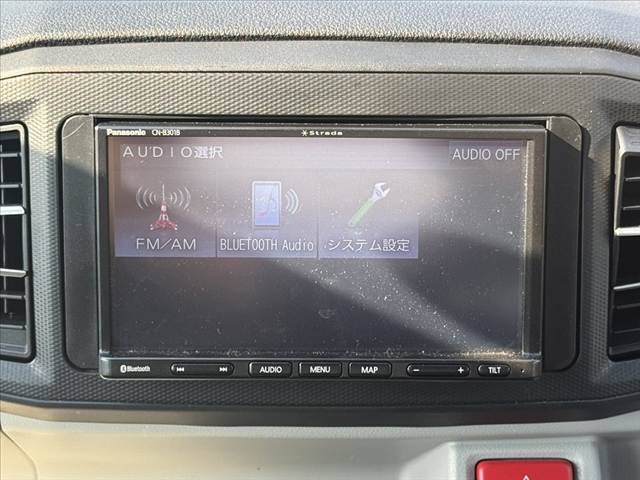 Panasonic CN-B301B Strada
AUDIO選択 AUDIO OFF
FM/AM BLUETOOTH Audio システム設定
Bluetooth AUDIO MENU MAP − + TILT